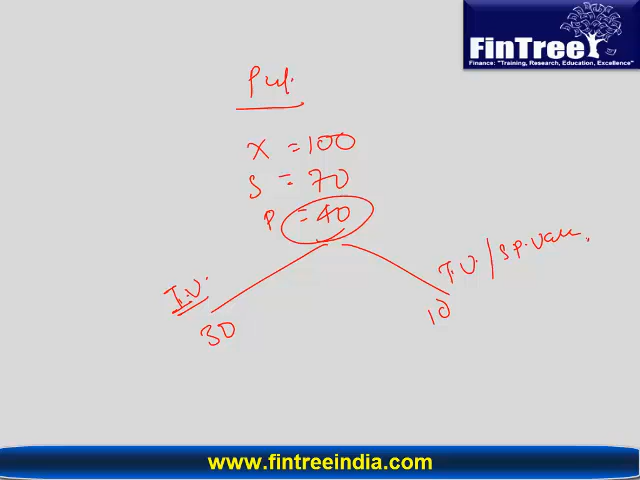 FinTree
Finance: "Training, Research, Education, Excellence"
Put.
X = 100
S = 70
P = 40
I.V.
30
T.V. / SP. Value
10
www.fintreeindia.com